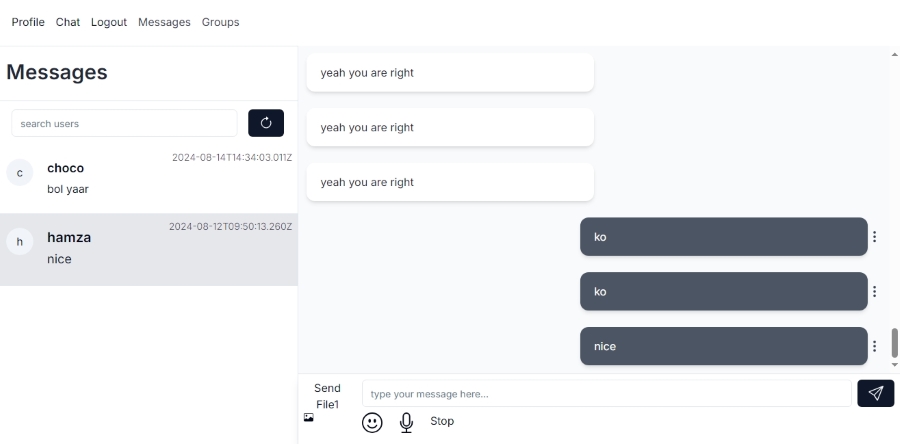 Profile Chat Logout Messages Groups
Messages
search users
2024-08-14T14:34:03.011Z
c
choco
bol yaar
2024-08-12T09:50:13.260Z
h
hamza
nice
yeah you are right
yeah you are right
yeah you are right
ko
ko
nice
Send
File1
type your message here...
Stop